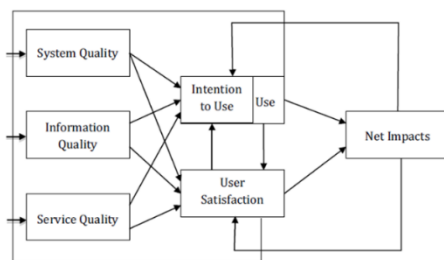 System Quality
Intention
to Use
Use
Information
Quality
Net Impacts
User
Satisfaction
Service Quality